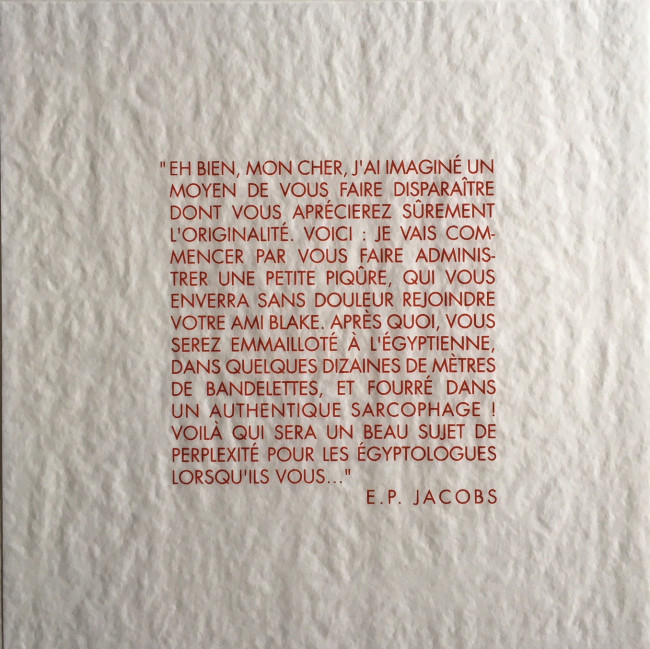 "EH BIEN, MON CHER, J'AI IMAGINÉ UN
MOYEN DE VOUS FAIRE DISPARAÎTRE
DONT VOUS APRÉCIEREZ SÛREMENT
L'ORIGINALITÉ. VOICI : JE VAIS COM-
MENCER PAR VOUS FAIRE ADMINIS-
TRER UNE PETITE PIQÛRE, QUI VOUS
ENVERRA SANS DOULEUR REJOINDRE
VOTRE AMI BLAKE. APRÈS QUOI, VOUS
SEREZ EMMAILLOTÉ À L'ÉGYPTIENNE,
DANS QUELQUES DIZAINES DE MÈTRES
DE BANDELETTES, ET FOURRÉ DANS
UN AUTHENTIQUE SARCOPHAGE !
VOILÀ QUI SERA UN BEAU SUJET DE
PERPLEXITÉ POUR LES ÉGYPTOLOGUES
LORSQU'ILS VOUS..."
E.P. JACOBS